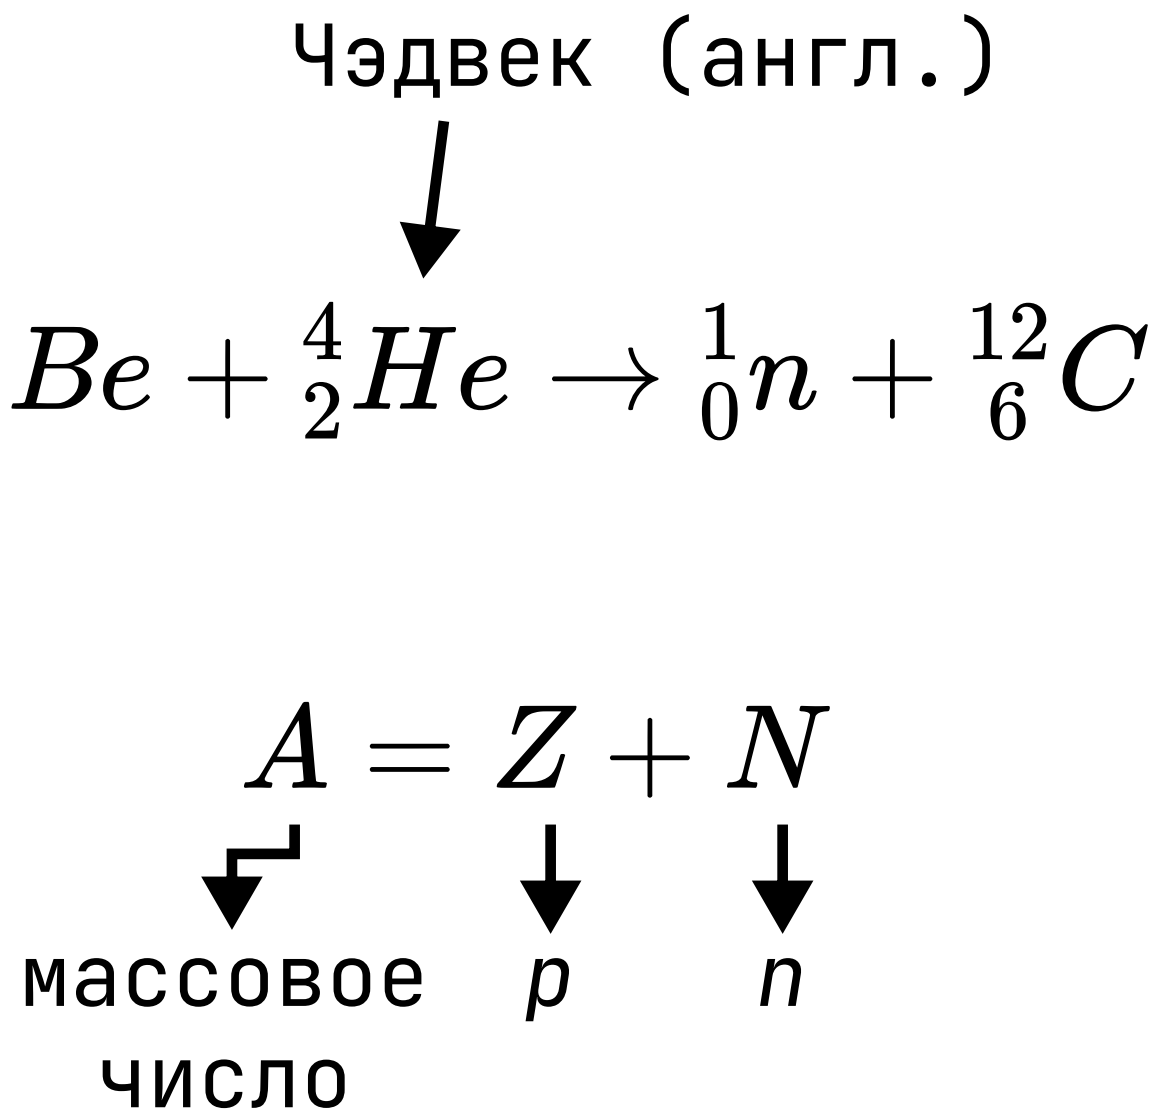 Чэдвек (англ.)
Be + ⁴₂He → ¹₀n + ¹²₆C
A = Z + N
массовое p n
число